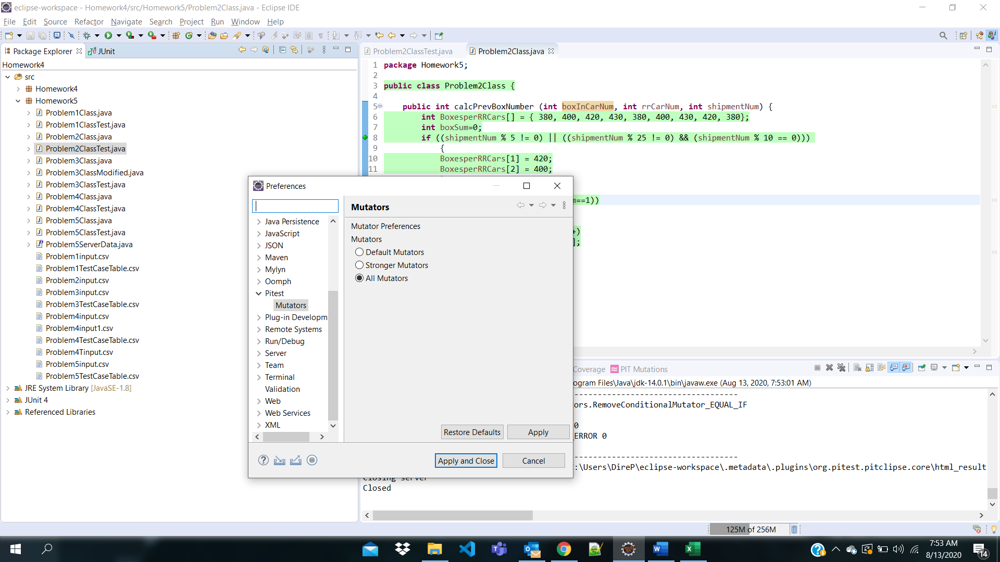 eclipse-workspace - Homework4/src/Homework5/Problem2Class.java - Eclipse IDE
File Edit Source Refactor Navigate Search Project Run Window Help
Package Explorer JUnit
Homework4
src
Homework4
Homework5
Problem1Class.java
Problem1ClassTest.java
Problem2Class.java
Problem2ClassTest.java
Problem3Class.java
Problem3ClassModified.java
Problem3ClassTest.java
Problem4Class.java
Problem4ClassTest.java
Problem5Class.java
Problem5ClassTest.java
Problem5ServerData.java
Problem1input.csv
Problem1TestCaseTable.csv
Problem2input.csv
Problem3input.csv
Problem3TestCaseTable.csv
Problem4input.csv
Problem4input1.csv
Problem4TestCaseTable.csv
Problem4Tinput.csv
Problem5input.csv
Problem5TestCaseTable.csv
JRE System Library [JavaSE-1.8]
JUnit 4
Referenced Libraries
Problem2ClassTest.java Problem2Class.java
1 package Homework5;
2
3 public class Problem2Class {
4
5 public int calcPrevBoxNumber (int boxInCarNum, int rrCarNum, int shipmentNum) {
6 int BoxesperRRCars[] = { 380, 400, 420, 430, 380, 400, 430, 420, 380};
7 int boxSum=0;
8 if ((shipmentNum % 5 != 0) || ((shipmentNum % 25 != 0) && (shipmentNum % 10 == 0)))
9 {
10 BoxesperRRCars[1] = 420;
11 BoxesperRRCars[2] = 400;
==1))
+)
];
Preferences
Java Persistence
JavaScript
JSON
Maven
Mylyn
Oomph
Pitest
Mutators
Plug-in Developm
Remote Systems
Run/Debug
Server
Team
Terminal
Validation
Web
Web Services
XML
Mutators
Mutator Preferences
Mutators
Default Mutators
Stronger Mutators
All Mutators
Restore Defaults Apply
Apply and Close Cancel
Coverage PIT Mutations
ogram Files\Java\jdk-14.0.1\bin\javaw.exe (Aug 13, 2020, 7:53:01 AM)
----------------------------------
ors.RemoveConditionalMutator_EQUAL_IF
0
_ERROR 0
----------------------------------
:\Users\DireP\eclipse-workspace\.metadata\.plugins\org.pitest.pitclipse.core\html_result
Closing server
Closed
125M of 256M
7:53 AM
8/13/2020
14